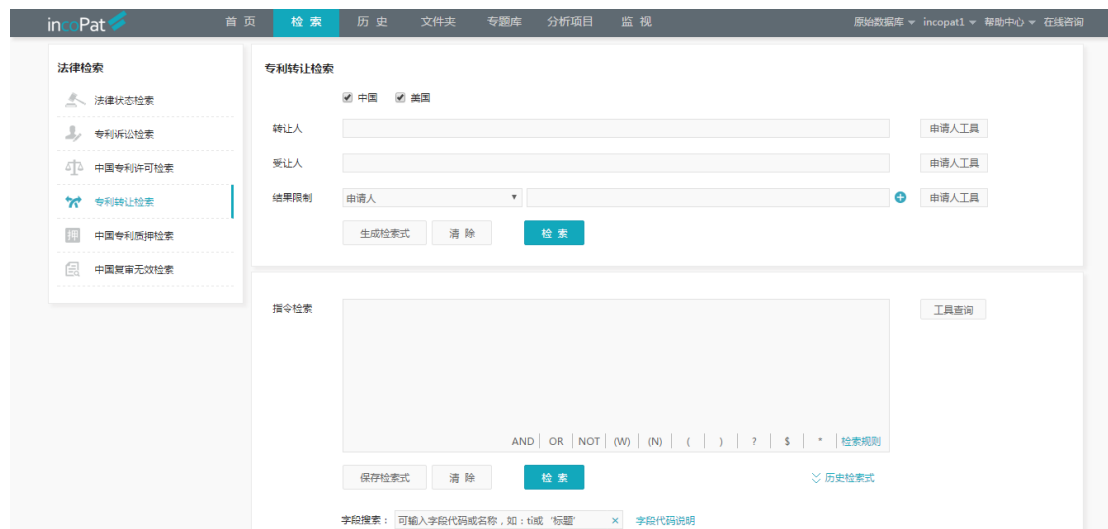 incoPat 首页 检索 历史 文件夹 专题库 分析项目 监视 原始数据库 incopat1 帮助中心 在线咨询
法律检索
法律状态检索
专利诉讼检索
中国专利许可检索
专利转让检索
押 中国专利质押检索
中国复审无效检索
专利转让检索
中国 美国
转让人 申请人工具
受让人 申请人工具
结果限制 申请人 申请人工具
生成检索式 清除 检索
指令检索 工具查询
AND OR NOT (W) (N) ( ) ? $ * 检索规则
保存检索式 清除 检索 历史检索式
字段搜索： 可输入字段代码或名称，如：ti或‘标题’ × 字段代码说明